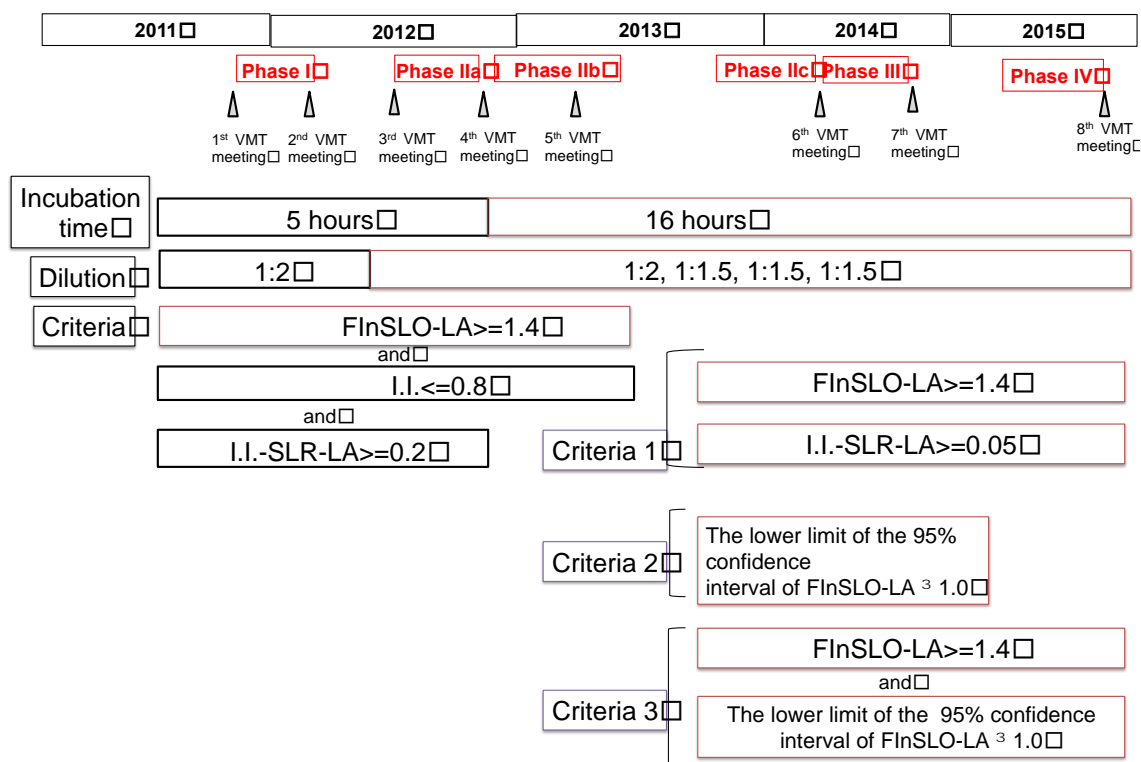 2011□
2012□
2013□
2014□
2015□
Phase I□
Phase IIa□
Phase IIb□
Phase IIc□
Phase III□
Phase IV□
1st VMT
meeting□
2nd VMT
meeting□
3rd VMT
meeting□
4th VMT
meeting□
5th VMT
meeting□
6th VMT
meeting□
7th VMT
meeting□
8th VMT
meeting□
Incubation
time□
5 hours□
16 hours□
Dilution□
1:2□
1:2, 1:1.5, 1:1.5, 1:1.5□
Criteria□
FInSLO-LA>=1.4□
and□
I.I.<=0.8□
and□
I.I.-SLR-LA>=0.2□
Criteria 1□
FInSLO-LA>=1.4□
I.I.-SLR-LA>=0.05□
Criteria 2□
The lower limit of the 95%
confidence
interval of FInSLO-LA ³ 1.0□
Criteria 3□
FInSLO-LA>=1.4□
and□
The lower limit of the 95% confidence
interval of FInSLO-LA ³ 1.0□